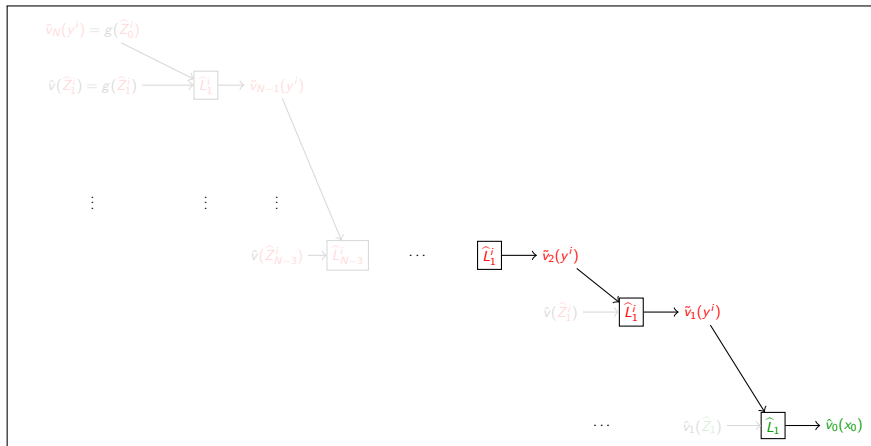 ṽ_N(y^i) = g(Ẑ_0^i)
v̂(Ẑ_1^i) = g(Ẑ_1^i) L̂_1^i ṽ_{N−1}(y^i)
⋮ ⋮ ⋮
v̂(Ẑ_{N−3}^i) L̂_{N−3}^i ⋯ L̂_1^i ṽ_2(y^i)
v̂(Ẑ_1^i) L̂_1^i ṽ_1(y^i)
⋯ v̂_1(Ẑ_1) L̂_1 v̂_0(x_0)